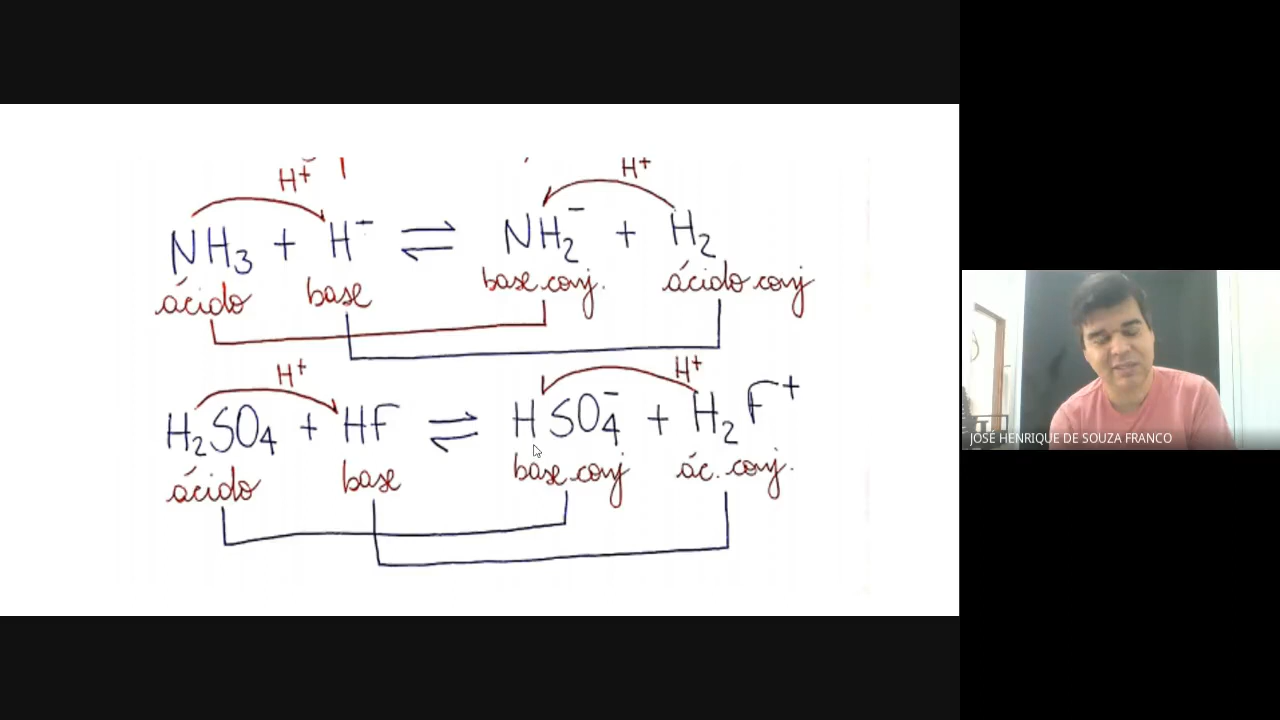 H+ H+
NH₃ + H⁻ ⇌ NH₂⁻ + H₂
ácido base base conj. ácido conj
H+ H+
H₂SO₄ + HF ⇌ HSO₄⁻ + H₂F⁺
ácido base base conj ác. conj.
JOSÉ HENRIQUE DE SOUZA FRANCO